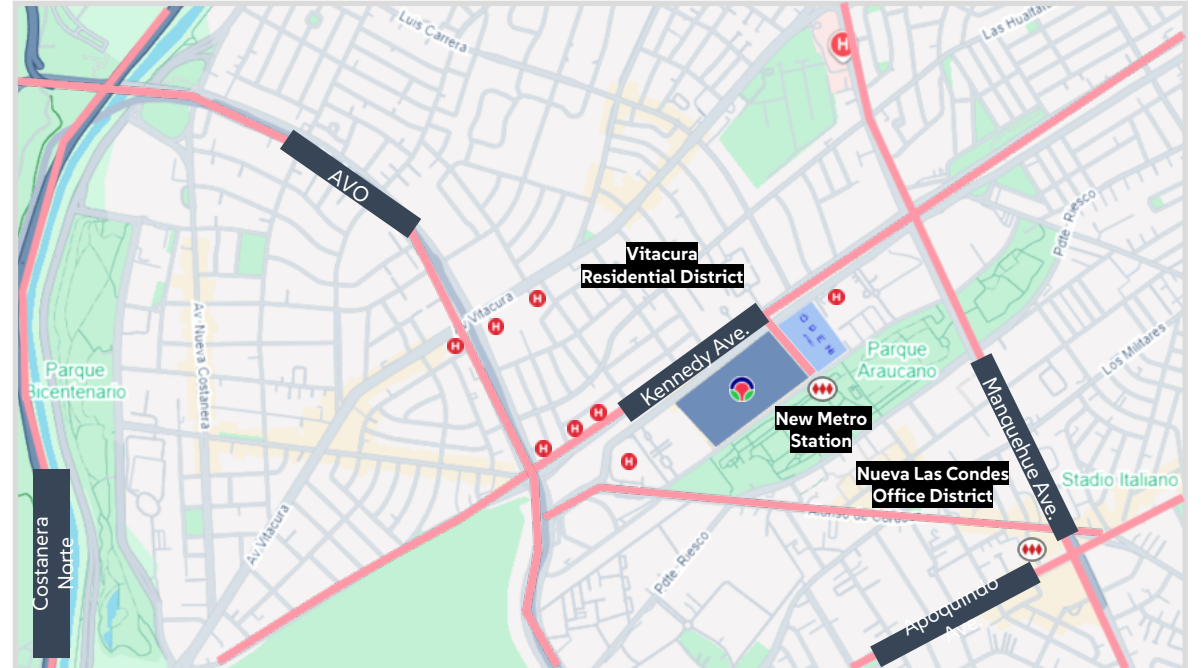 Luis Carrera
Las Hualtatas
H
AVO
Pdte. Riesco
Vitacura
Residential District
H
H
Av. Vitacura
H
H
OPEN
Av. Nueva Costanera
Kennedy Ave.
Parque
Araucano
Los Militares
Parque
Bicentenario
H
H
H
H
New Metro
Station
Manquehue Ave.
Nueva Las Condes
Office District
Stadio Italiano
Costanera
Norte
Av. Vitacura
Pdte. Riesco
Apoquindo
Ave.